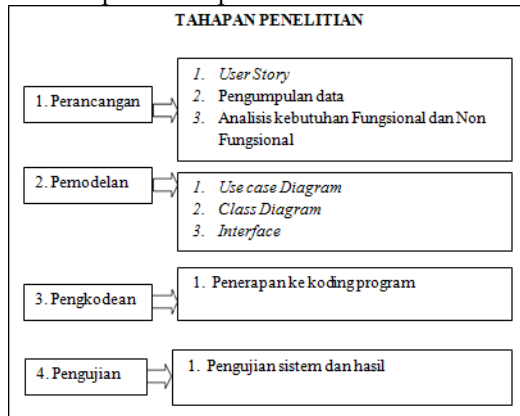 TAHAPAN PENELITIAN
1. Perancangan
1. User Story
2. Pengumpulan data
3. Analisis kebutuhan Fungsional dan Non
Fungsional
2. Pemodelan
1. Use case Diagram
2. Class Diagram
3. Interface
3. Pengkodean
1. Penerapan ke koding program
4. Pengujian
1. Pengujian sistem dan hasil